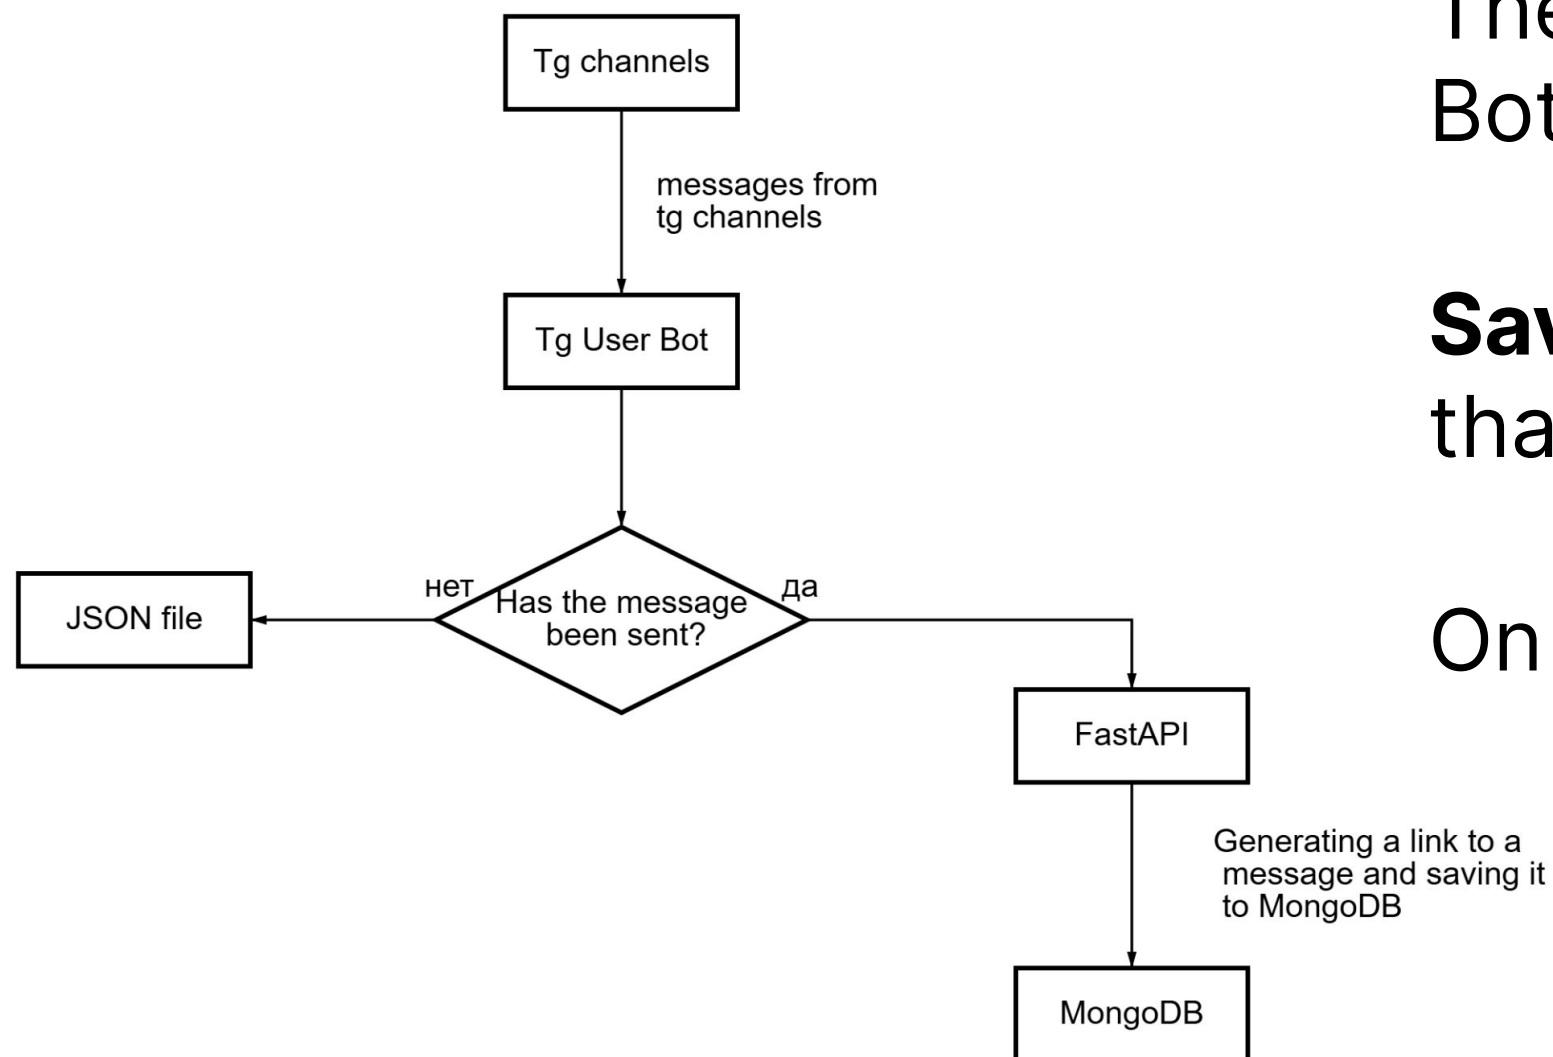 Tg channels
messages from
tg channels
Tg User Bot
нет
да
Has the message
been sent?
JSON file
FastAPI
Generating a link to a
message and saving it
to MongoDB
MongoDB
Bot
On